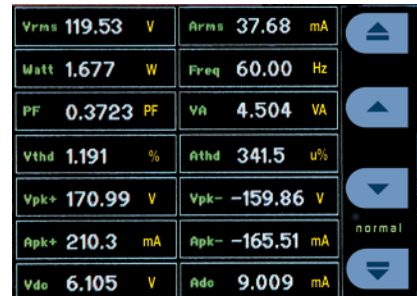 Vrms 119.53 V Arms 37.68 mA
Watt 1.677 W Freq 60.00 Hz
PF 0.3723 PF VA 4.504 VA
Vthd 1.191 % Athd 341.5 u%
Vpk+ 170.99 V Vpk- -159.86 V
normal
Apk+ 210.3 mA Apk- -165.51 mA
Vdc 6.105 V Adc 9.009 mA